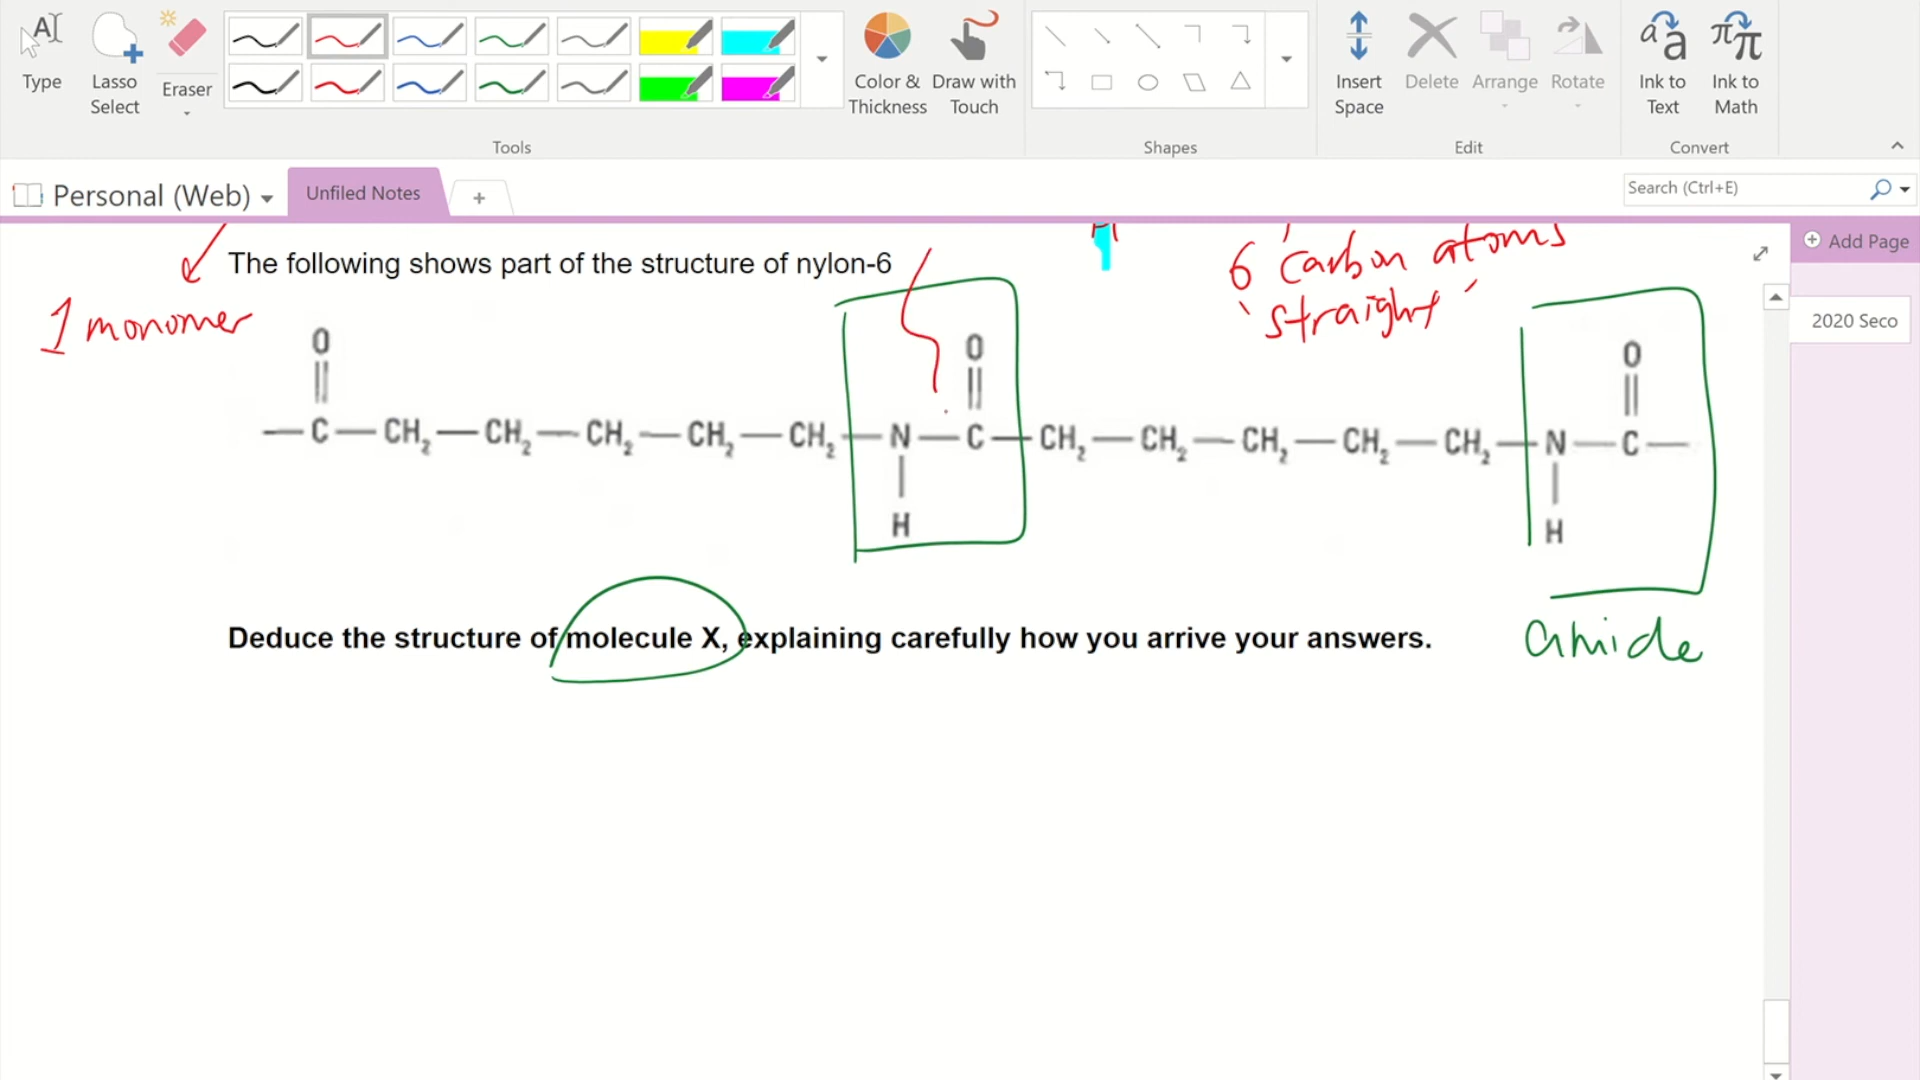 Type
Lasso
Select
Eraser
Color &
Thickness
Draw with
Touch
Insert
Space
Delete
Arrange
Rotate
Ink to
Text
Ink to
Math
Tools
Shapes
Edit
Convert
Personal (Web)
Unfiled Notes
+
Search (Ctrl+E)
Add Page
2020 Seco
The following shows part of the structure of nylon-6
6 carbon atoms
'straight'
1 monomer
O O O
— C — CH₂ — CH₂ — CH₂ — CH₂ — CH₂ — N — C — CH₂ — CH₂ — CH₂ — CH₂ — CH₂ — N — C —
H H
Deduce the structure of molecule X, explaining carefully how you arrive your answers.
amide